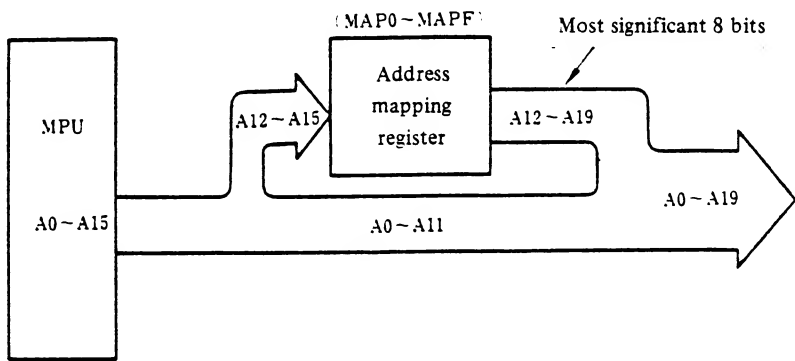 (MAP0~MAPF)
Most significant 8 bits
Address
mapping
register
MPU
A12~A15
A12~A19
A0~A15
A0~A11
A0~A19